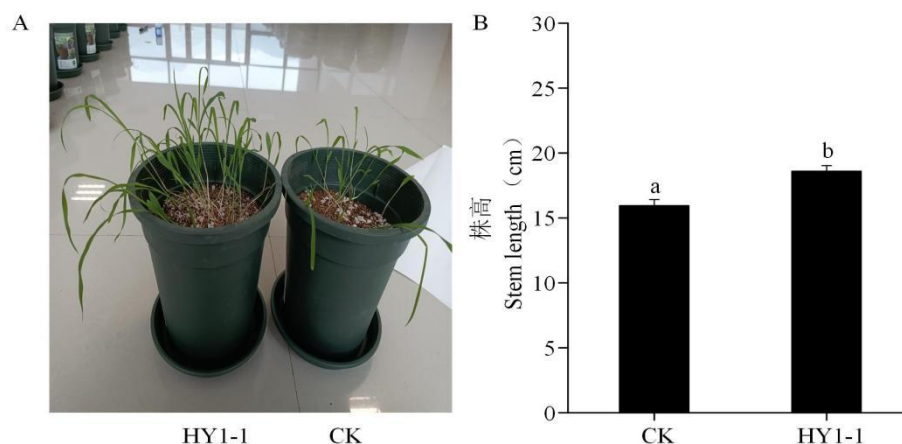 A
HY1-1
CK
B
株高
Stem length （cm）
30
25
20
15
10
5
0
a
b
CK
HY1-1